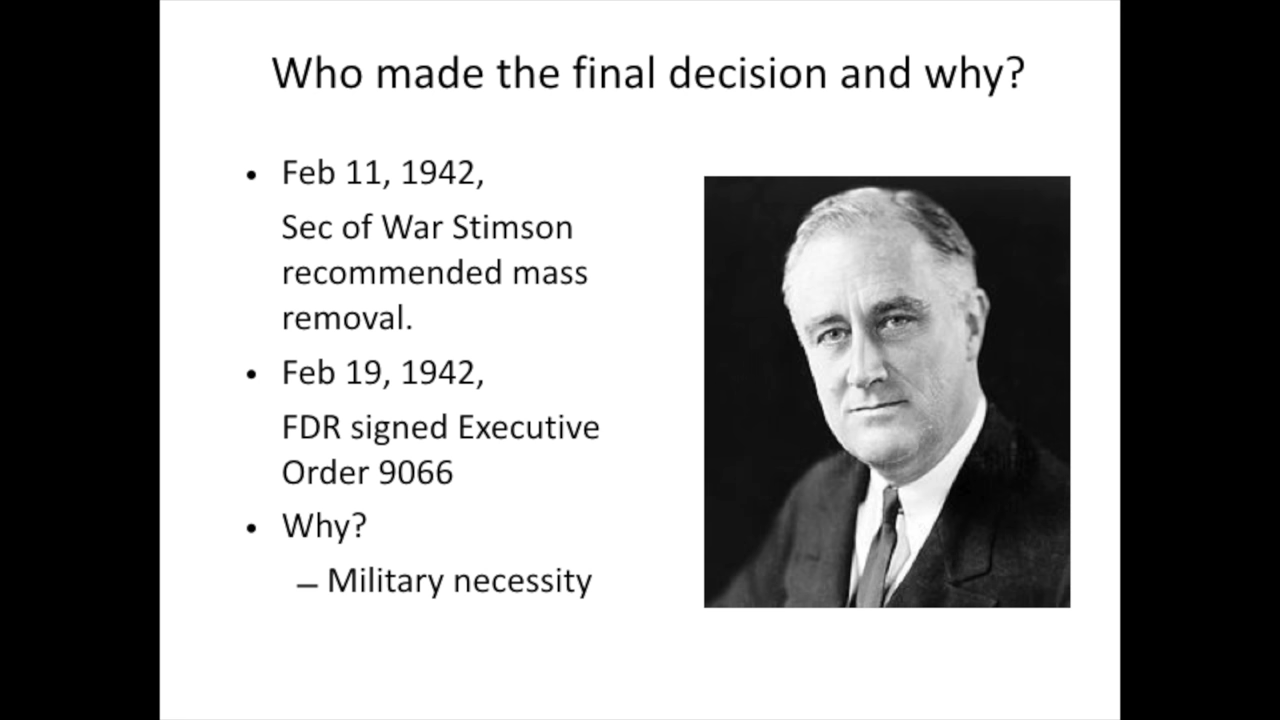 Who made the final decision and why?
• Feb 11, 1942,
Sec of War Stimson
recommended mass
removal.
• Feb 19, 1942,
FDR signed Executive
Order 9066
• Why?
– Military necessity